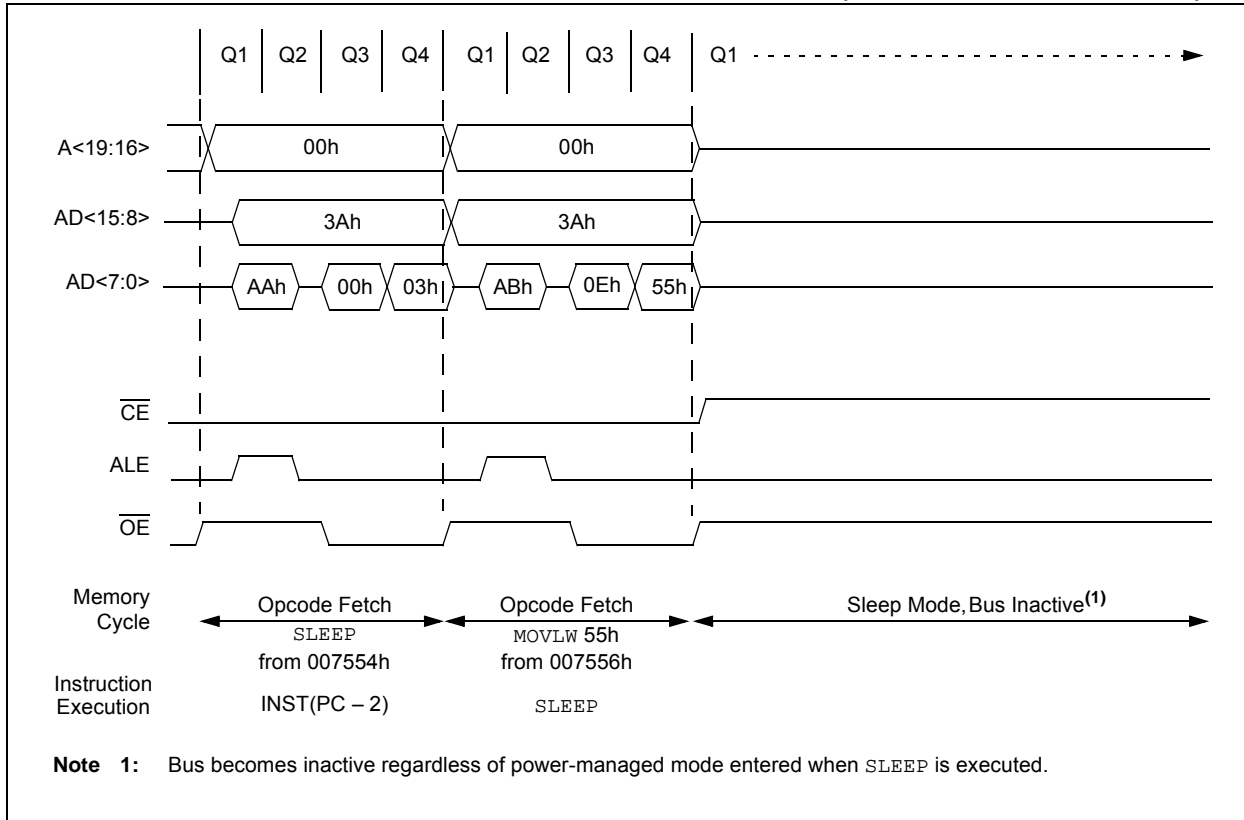 Q1 Q2 Q3 Q4 Q1 Q2 Q3 Q4 Q1
A<19:16> 00h 00h
AD<15:8> 3Ah 3Ah
AD<7:0> AAh 00h 03h ABh 0Eh 55h
CE
ALE
OE
Memory Cycle
Opcode Fetch
SLEEP
from 007554h
Opcode Fetch
MOVLW 55h
from 007556h
Sleep Mode, Bus Inactive(1)
Instruction Execution
INST(PC – 2)
SLEEP
Note 1: Bus becomes inactive regardless of power-managed mode entered when SLEEP is executed.